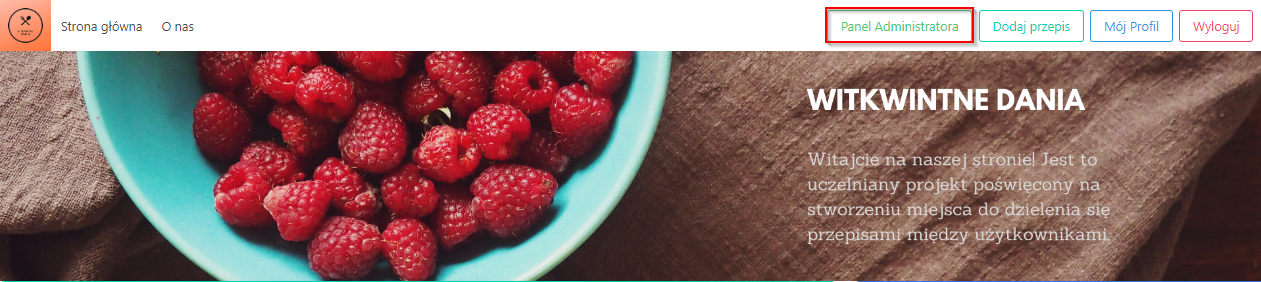 Strona główna
O nas
Panel Administratora
Dodaj przepis
Mój Profil
Wyloguj
WITKWINTNE DANIA
Witajcie na naszej stronie! Jest to
uczelniany projekt poświęcony na
stworzeniu miejsca do dzielenia się
przepisami między użytkownikami.